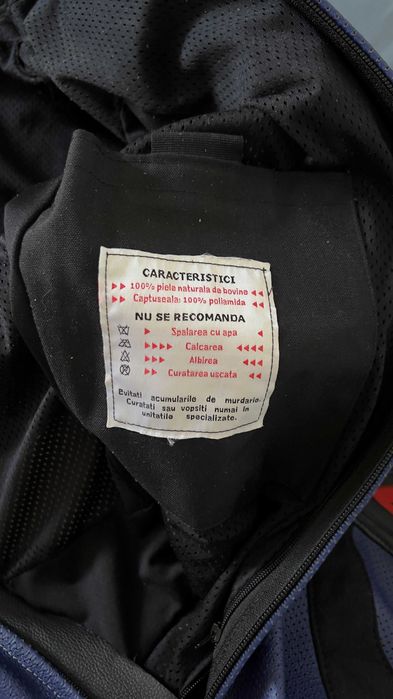 CARACTERISTICI
100% piele naturala de bovine
Captuseala: 100% poliamida
NU SE RECOMANDA
Spalarea cu apa
Calcarea
Albirea
Curatarea uscata
Evitati acumularile de murdarie.
Curatati sau vopsiti numai in
unitatile specializate.